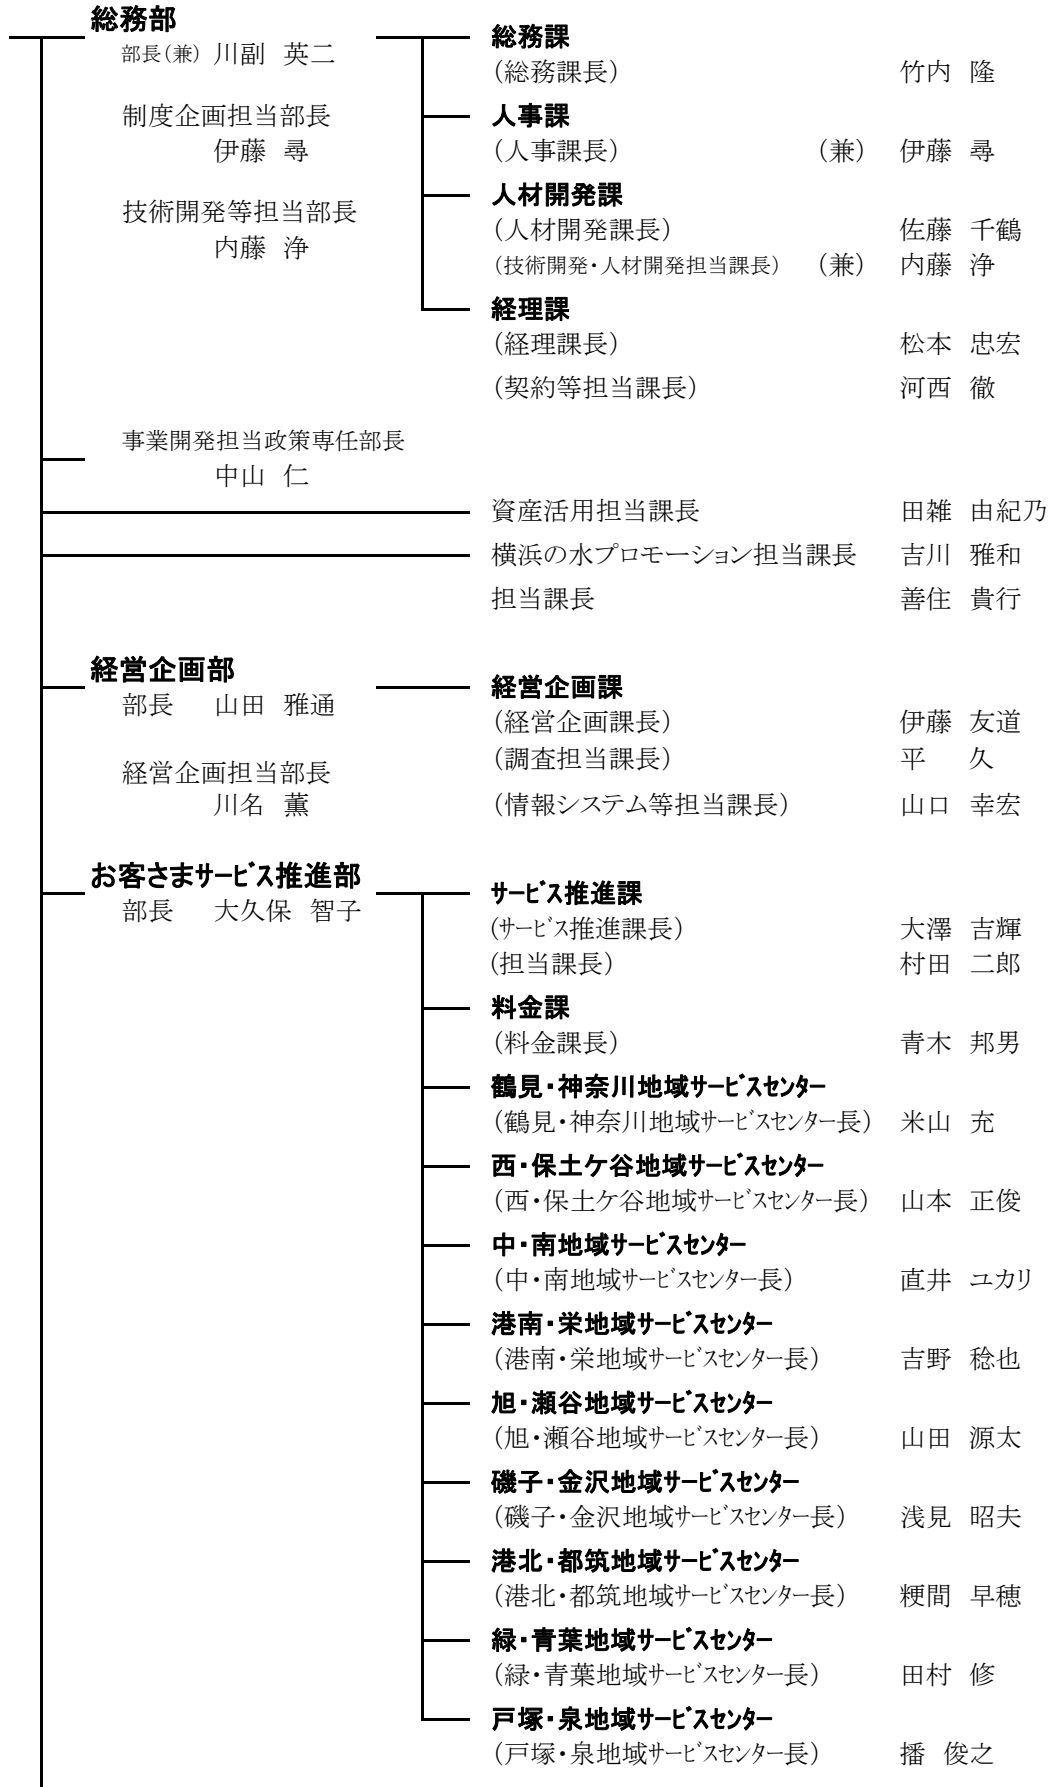 総務部
部長（兼） 川副 英二
制度企画担当部長
伊藤 尋
技術開発等担当部長
内藤 浄
総務課
（総務課長） 竹内 隆
人事課
（人事課長） （兼） 伊藤 尋
人材開発課
（人材開発課長） 佐藤 千鶴
（技術開発・人材開発担当課長） （兼） 内藤 浄
経理課
（経理課長） 松本 忠宏
（契約等担当課長） 河西 徹
事業開発担当政策専任部長
中山 仁
資産活用担当課長 田雑 由紀乃
横浜の水プロモーション担当課長 吉川 雅和
担当課長 善住 貴行
経営企画部
部長 山田 雅通
経営企画担当部長
川名 薫
経営企画課
（経営企画課長） 伊藤 友道
（調査担当課長） 平 久
（情報システム等担当課長） 山口 幸宏
お客さまサービス推進部
部長 大久保 智子
サービス推進課
（サービス推進課長） 大澤 吉輝
（担当課長） 村田 二郎
料金課
（料金課長） 青木 邦男
鶴見・神奈川地域サービスセンター
（鶴見・神奈川地域サービスセンター長） 米山 充
西・保土ケ谷地域サービスセンター
（西・保土ケ谷地域サービスセンター長） 山本 正俊
中・南地域サービスセンター
（中・南地域サービスセンター長） 直井 ユカリ
港南・栄地域サービスセンター
（港南・栄地域サービスセンター長） 吉野 稔也
旭・瀬谷地域サービスセンター
（旭・瀬谷地域サービスセンター長） 山田 源太
磯子・金沢地域サービスセンター
（磯子・金沢地域サービスセンター長） 浅見 昭夫
港北・都筑地域サービスセンター
（港北・都筑地域サービスセンター長） 粳間 早穂
緑・青葉地域サービスセンター
（緑・青葉地域サービスセンター長） 田村 修
戸塚・泉地域サービスセンター
（戸塚・泉地域サービスセンター長） 播 俊之